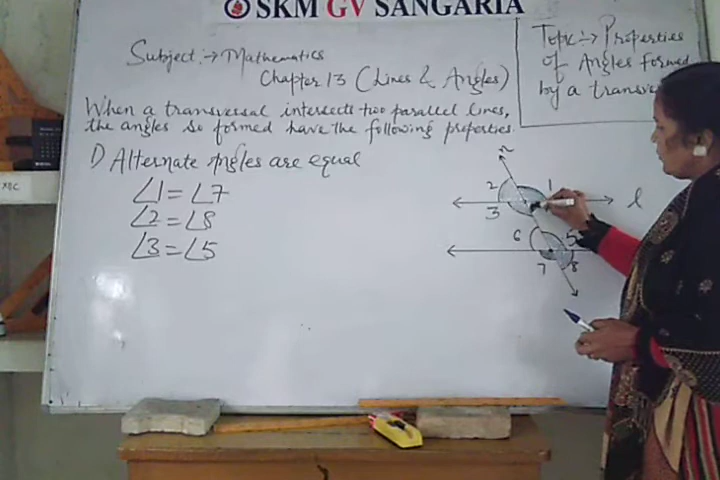 SKM GV SANGARIA
Subject :→ Mathematics
Chapter 13 (Lines & Angles)
Topic :→ Properties
of Angles formed
by a transve
When a transversal intersects two parallel lines,
the angles so formed have the following properties.
1) Alternate Angles are equal
∠1 = ∠7
∠2 = ∠8
∠3 = ∠5
n
2 1
3
l
6 5
7 8